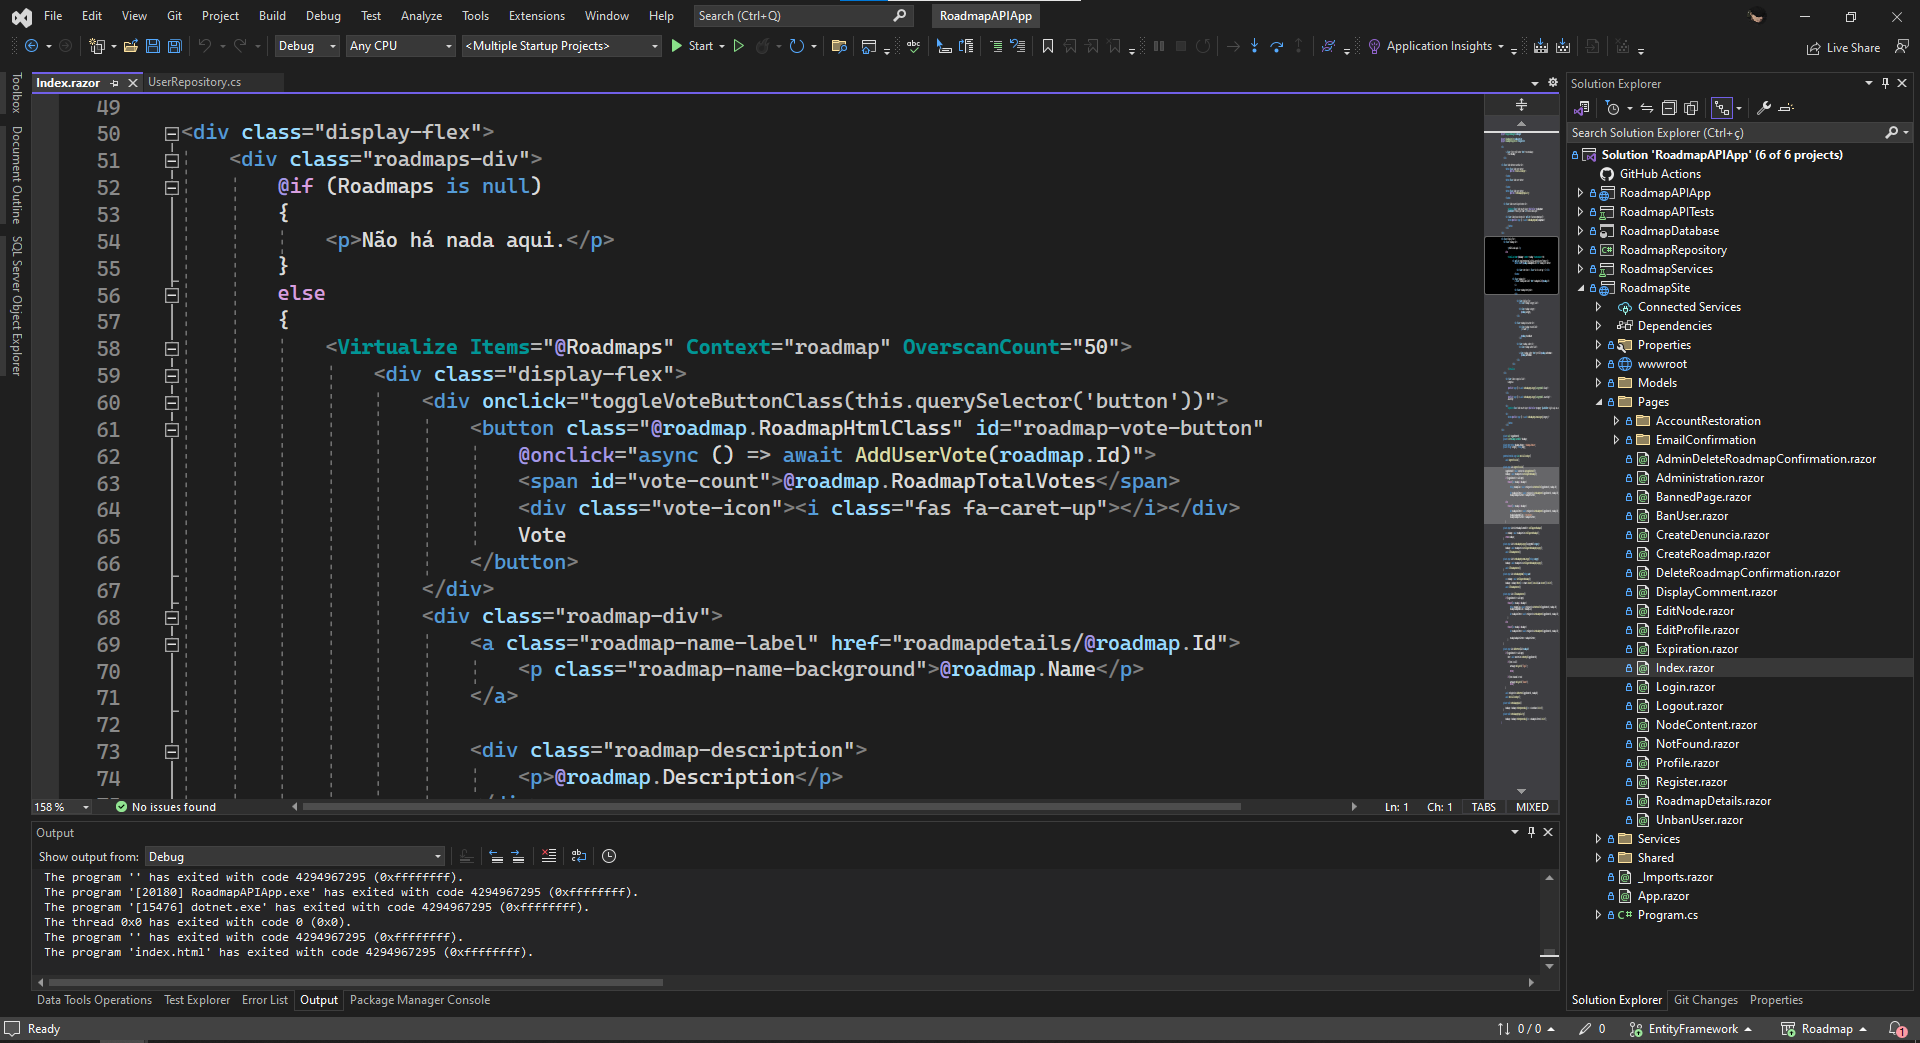 File Edit View Git Project Build Debug Test Analyze Tools Extensions Window Help Search (Ctrl+Q) RoadmapAPIApp
Debug Any CPU <Multiple Startup Projects> Start Application Insights Live Share
Toolbox
Document Outline
SQL Server Object Explorer
Index.razor UserRepository.cs
49
50 <div class="display-flex">
51 <div class="roadmaps-div">
52 @if (Roadmaps is null)
53 {
54 <p>Não há nada aqui.</p>
55 }
56 else
57 {
58 <Virtualize Items="@Roadmaps" Context="roadmap" OverscanCount="50">
59 <div class="display-flex">
60 <div onclick="toggleVoteButtonClass(this.querySelector('button'))">
61 <button class="@roadmap.RoadmapHtmlClass" id="roadmap-vote-button"
62 @onclick="async () => await AddUserVote(roadmap.Id)">
63 <span id="vote-count">@roadmap.RoadmapTotalVotes</span>
64 <div class="vote-icon"><i class="fas fa-caret-up"></i></div>
65 Vote
66 </button>
67 </div>
68 <div class="roadmap-div">
69 <a class="roadmap-name-label" href="roadmapdetails/@roadmap.Id">
70 <p class="roadmap-name-background">@roadmap.Name</p>
71 </a>
72
73 <div class="roadmap-description">
74 <p>@roadmap.Description</p>
158 % No issues found Ln: 1 Ch: 1 TABS MIXED
Output
Show output from: Debug
The program '' has exited with code 4294967295 (0xffffffff).
The program '[20180] RoadmapAPIApp.exe' has exited with code 4294967295 (0xffffffff).
The program '[15476] dotnet.exe' has exited with code 4294967295 (0xffffffff).
The thread 0x0 has exited with code 0 (0x0).
The program '' has exited with code 4294967295 (0xffffffff).
The program 'index.html' has exited with code 4294967295 (0xffffffff).
Data Tools Operations Test Explorer Error List Output Package Manager Console
Solution Explorer
Search Solution Explorer (Ctrl+ç)
Solution 'RoadmapAPIApp' (6 of 6 projects)
GitHub Actions
RoadmapAPIApp
RoadmapAPITests
RoadmapDatabase
C# RoadmapRepository
RoadmapServices
RoadmapSite
Connected Services
Dependencies
Properties
wwwroot
Models
Pages
AccountRestoration
EmailConfirmation
AdminDeleteRoadmapConfirmation.razor
Administration.razor
BannedPage.razor
BanUser.razor
CreateDenuncia.razor
CreateRoadmap.razor
DeleteRoadmapConfirmation.razor
DisplayComment.razor
EditNode.razor
EditProfile.razor
Expiration.razor
Index.razor
Login.razor
Logout.razor
NodeContent.razor
NotFound.razor
Profile.razor
Register.razor
RoadmapDetails.razor
UnbanUser.razor
Services
Shared
_Imports.razor
App.razor
C# Program.cs
Solution Explorer Git Changes Properties
Ready 0 / 0 0 EntityFramework Roadmap 1